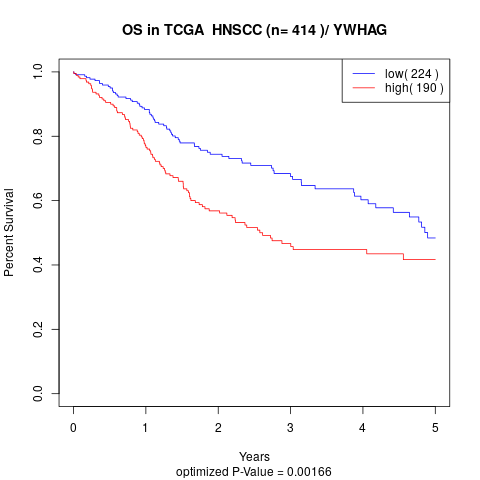 OS in TCGA  HNSCC (n= 414 )/ YWHAG
low( 224 )
high( 190 )
Percent Survival
1.0
0.8
0.6
0.4
0.2
0.0
0 1 2 3 4 5
Years
optimized P-Value = 0.00166